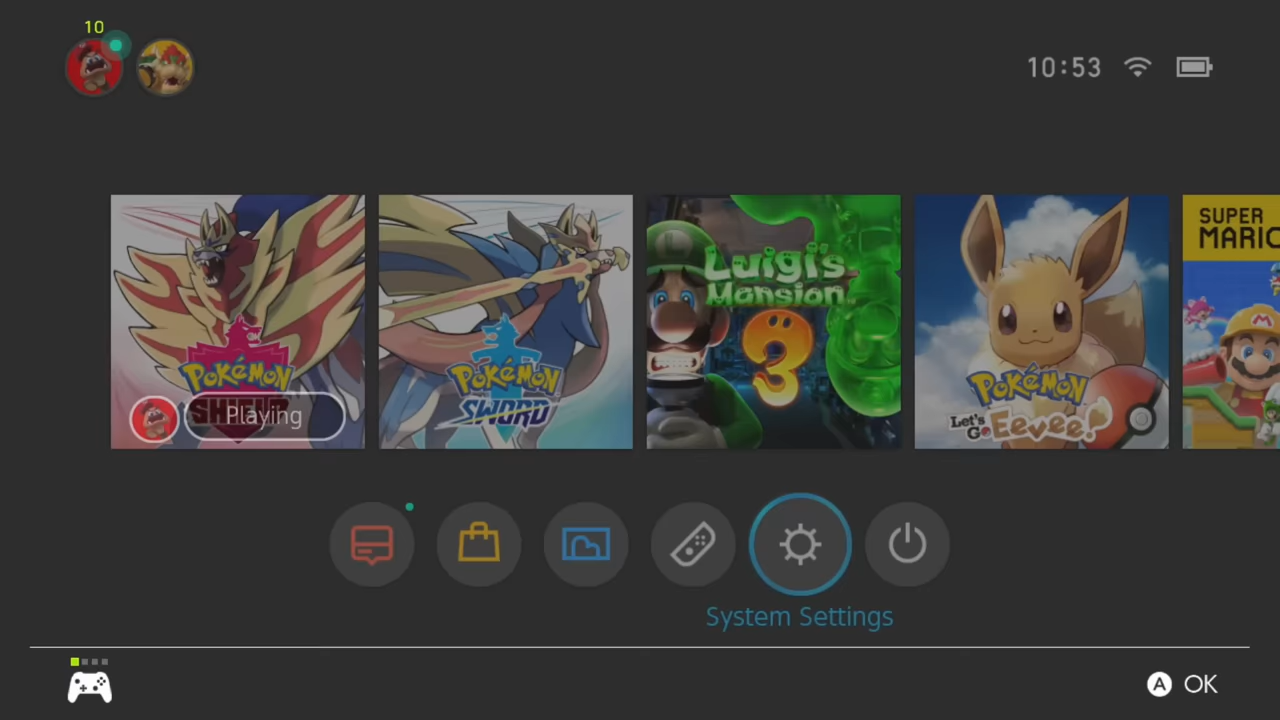 10
10:53
POKéMON
SHIELD
Playing
POKéMON
SWORD
LUIGI'S
MANSION
3
POKéMON
Let's
Go Eevee!
SUPER
MARIO
System Settings
A OK